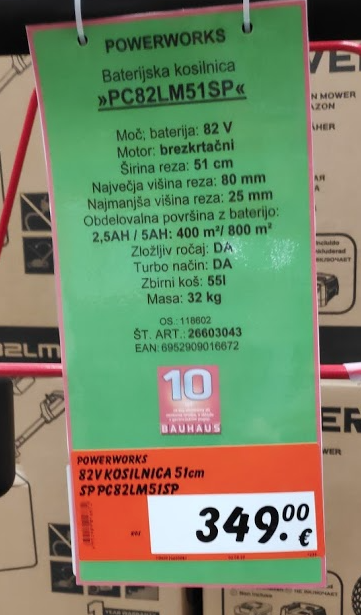 POWERWORKS
Baterijska kosilnica
»PC82LM51SP«
Moč; baterija: 82 V
Motor: brezkrtačni
Širina reza: 51 cm
Največja višina reza: 80 mm
Najmanjša višina reza: 25 mm
Obdelovalna površina z baterijo:
2,5AH / 5AH: 400 m²/ 800 m²
Zložljiv ročaj: DA
Turbo način: DA
Zbirni koš: 55l
Masa: 32 kg
OS.: 118602
ŠT. ART.: 26603043
EAN: 6952909016672
10
BAUHAUS
POWERWORKS
82V KOSILNICA 51cm
SP PC82LM51SP
349.00 €
82LM
MOWER